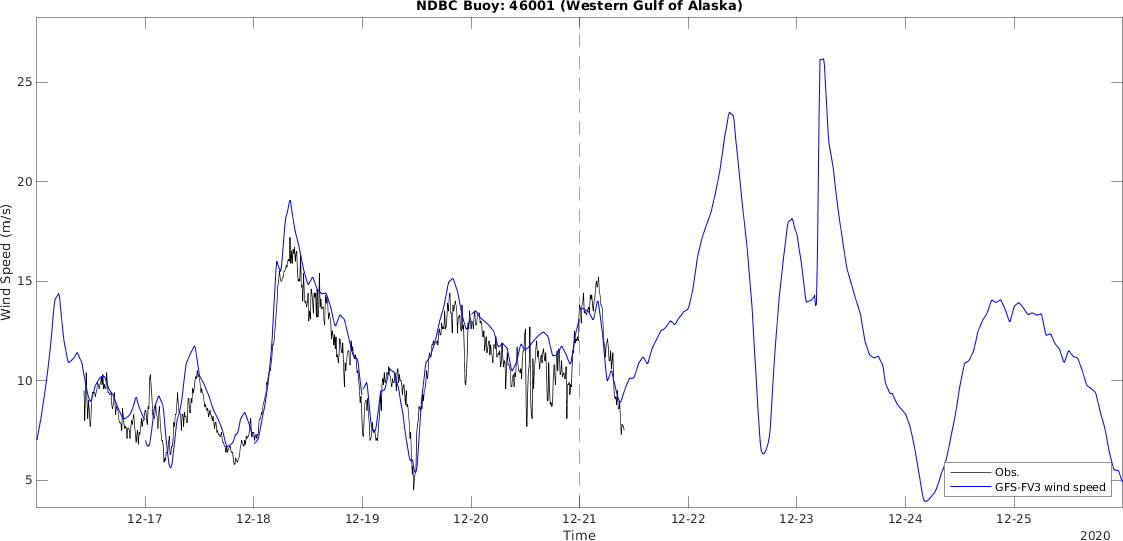 NDBC Buoy: 46001 (Western Gulf of Alaska)
Wind Speed (m/s)
25
20
15
10
5
Obs.
GFS-FV3 wind speed
12-17 12-18 12-19 12-20 12-21 12-22 12-23 12-24 12-25
Time
2020